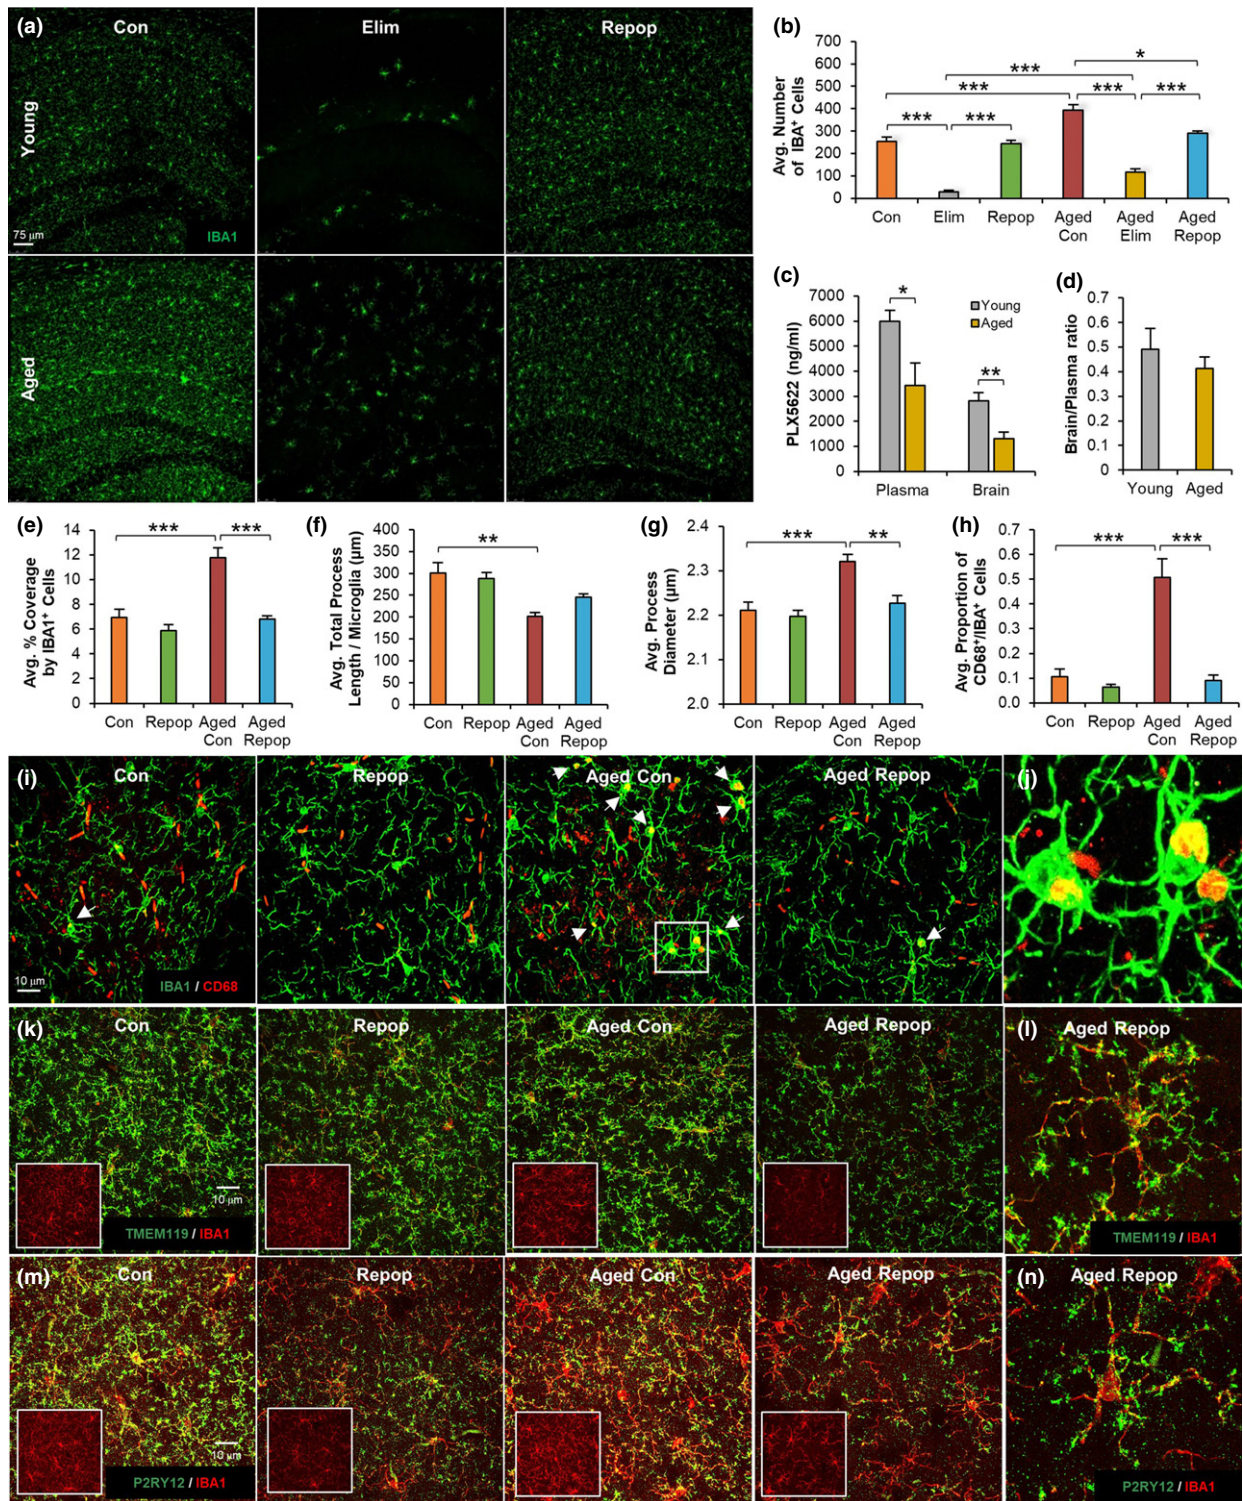 (a)
Con
Elim
Repop
Young
75 μm
IBA1
Aged
(b)
Avg. Number
of IBA⁺ Cells
700
600
500
400
300
200
100
0
***
***
***
***
*
***
***
Con
Elim
Repop
Aged
Con
Aged
Elim
Aged
Repop
(c)
PLX5622 (ng/ml)
7000
6000
5000
4000
3000
2000
1000
0
*
**
Young
Aged
Plasma
Brain
(d)
Brain/Plasma ratio
0.7
0.6
0.5
0.4
0.3
0.2
0.1
0
Young
Aged
(e)
Avg. % Coverage
by IBA1⁺ Cells
14
12
10
8
6
4
2
0
***
***
Con
Repop
Aged
Con
Aged
Repop
(f)
Avg. Total Process
Length / Microglia (μm)
400
350
300
250
200
150
100
50
0
**
Con
Repop
Aged
Con
Aged
Repop
(g)
Avg. Process
Diameter (μm)
2.4
2.3
2.2
2.1
2.0
***
**
Con
Repop
Aged
Con
Aged
Repop
(h)
Avg. Proportion of
CD68⁺/IBA⁺ Cells
0.7
0.6
0.5
0.4
0.3
0.2
0.1
0.0
***
***
Con
Repop
Aged
Con
Aged
Repop
(i)
Con
Repop
Aged Con
Aged Repop
(j)
10 μm
IBA1 / CD68
(k)
Con
Repop
Aged Con
Aged Repop
(l)
Aged Repop
10 μm
TMEM119 / IBA1
TMEM119 / IBA1
(m)
Con
Repop
Aged Con
Aged Repop
(n)
Aged Repop
10 μm
P2RY12 / IBA1
P2RY12 / IBA1